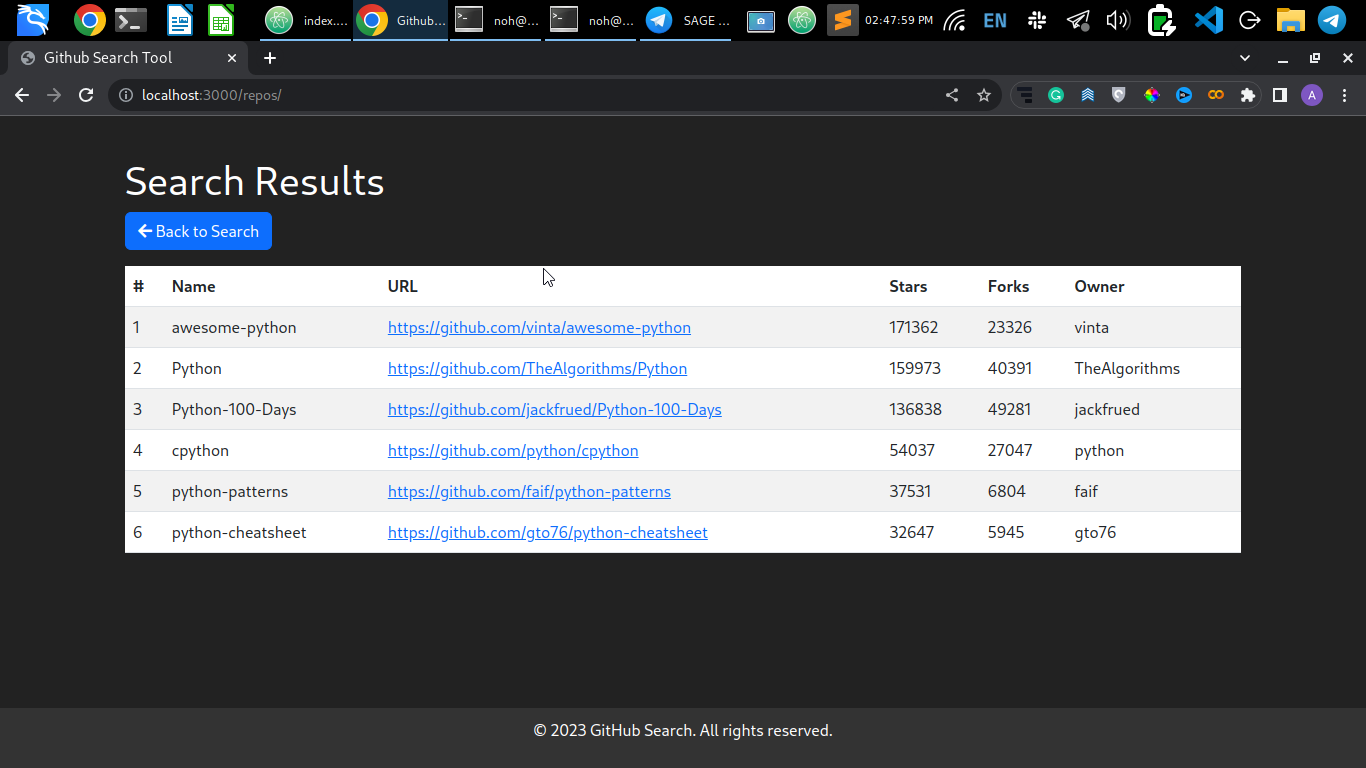 index.... Github... noh@... noh@... SAGE ... 02:47:59 PM EN
Github Search Tool
localhost:3000/repos/ A
Search Results
Back to Search
# Name URL Stars Forks Owner
1 awesome-python https://github.com/vinta/awesome-python 171362 23326 vinta
2 Python https://github.com/TheAlgorithms/Python 159973 40391 TheAlgorithms
3 Python-100-Days https://github.com/jackfrued/Python-100-Days 136838 49281 jackfrued
4 cpython https://github.com/python/cpython 54037 27047 python
5 python-patterns https://github.com/faif/python-patterns 37531 6804 faif
6 python-cheatsheet https://github.com/gto76/python-cheatsheet 32647 5945 gto76
© 2023 GitHub Search. All rights reserved.